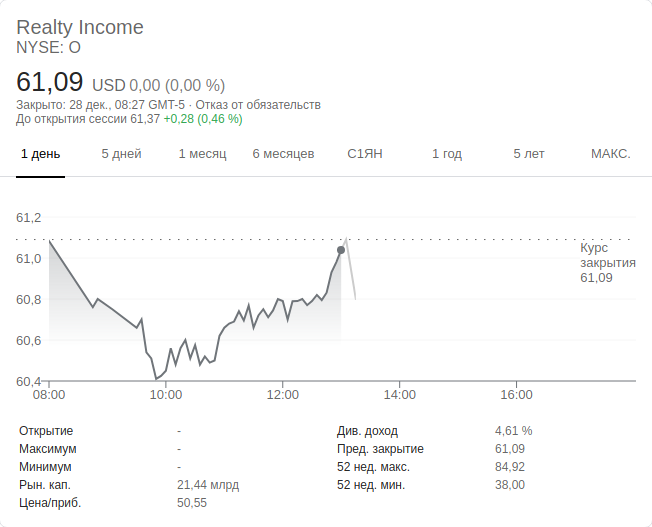 Realty Income
NYSE: O
61,09 USD 0,00 (0,00 %)
Закрыто: 28 дек., 08:27 GMT-5 · Отказ от обязательств
До открытия сессии 61,37 +0,28 (0,46 %)
1 день 5 дней 1 месяц 6 месяцев С1ЯН 1 год 5 лет МАКС.
61,2
61,0
60,8
60,6
60,4
Курс
закрытия
61,09
08:00 10:00 12:00 14:00 16:00
Открытие - Див. доход 4,61 %
Максимум - Пред. закрытие 61,09
Минимум - 52 нед. макс. 84,92
Рын. кап. 21,44 млрд 52 нед. мин. 38,00
Цена/приб. 50,55